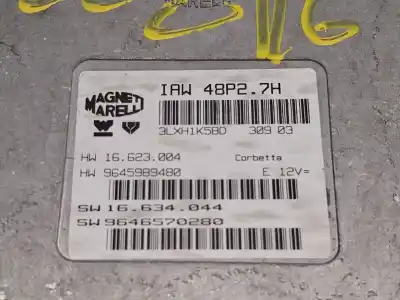 MARELLI
MAGNETI
MARELLI
IAW 48P2.7H
3LXH1K5BD 309 03
HW 16.623.004 Corbetta
HW 9645989480 E 12V=
SW 16.634.044
SW 9646570280